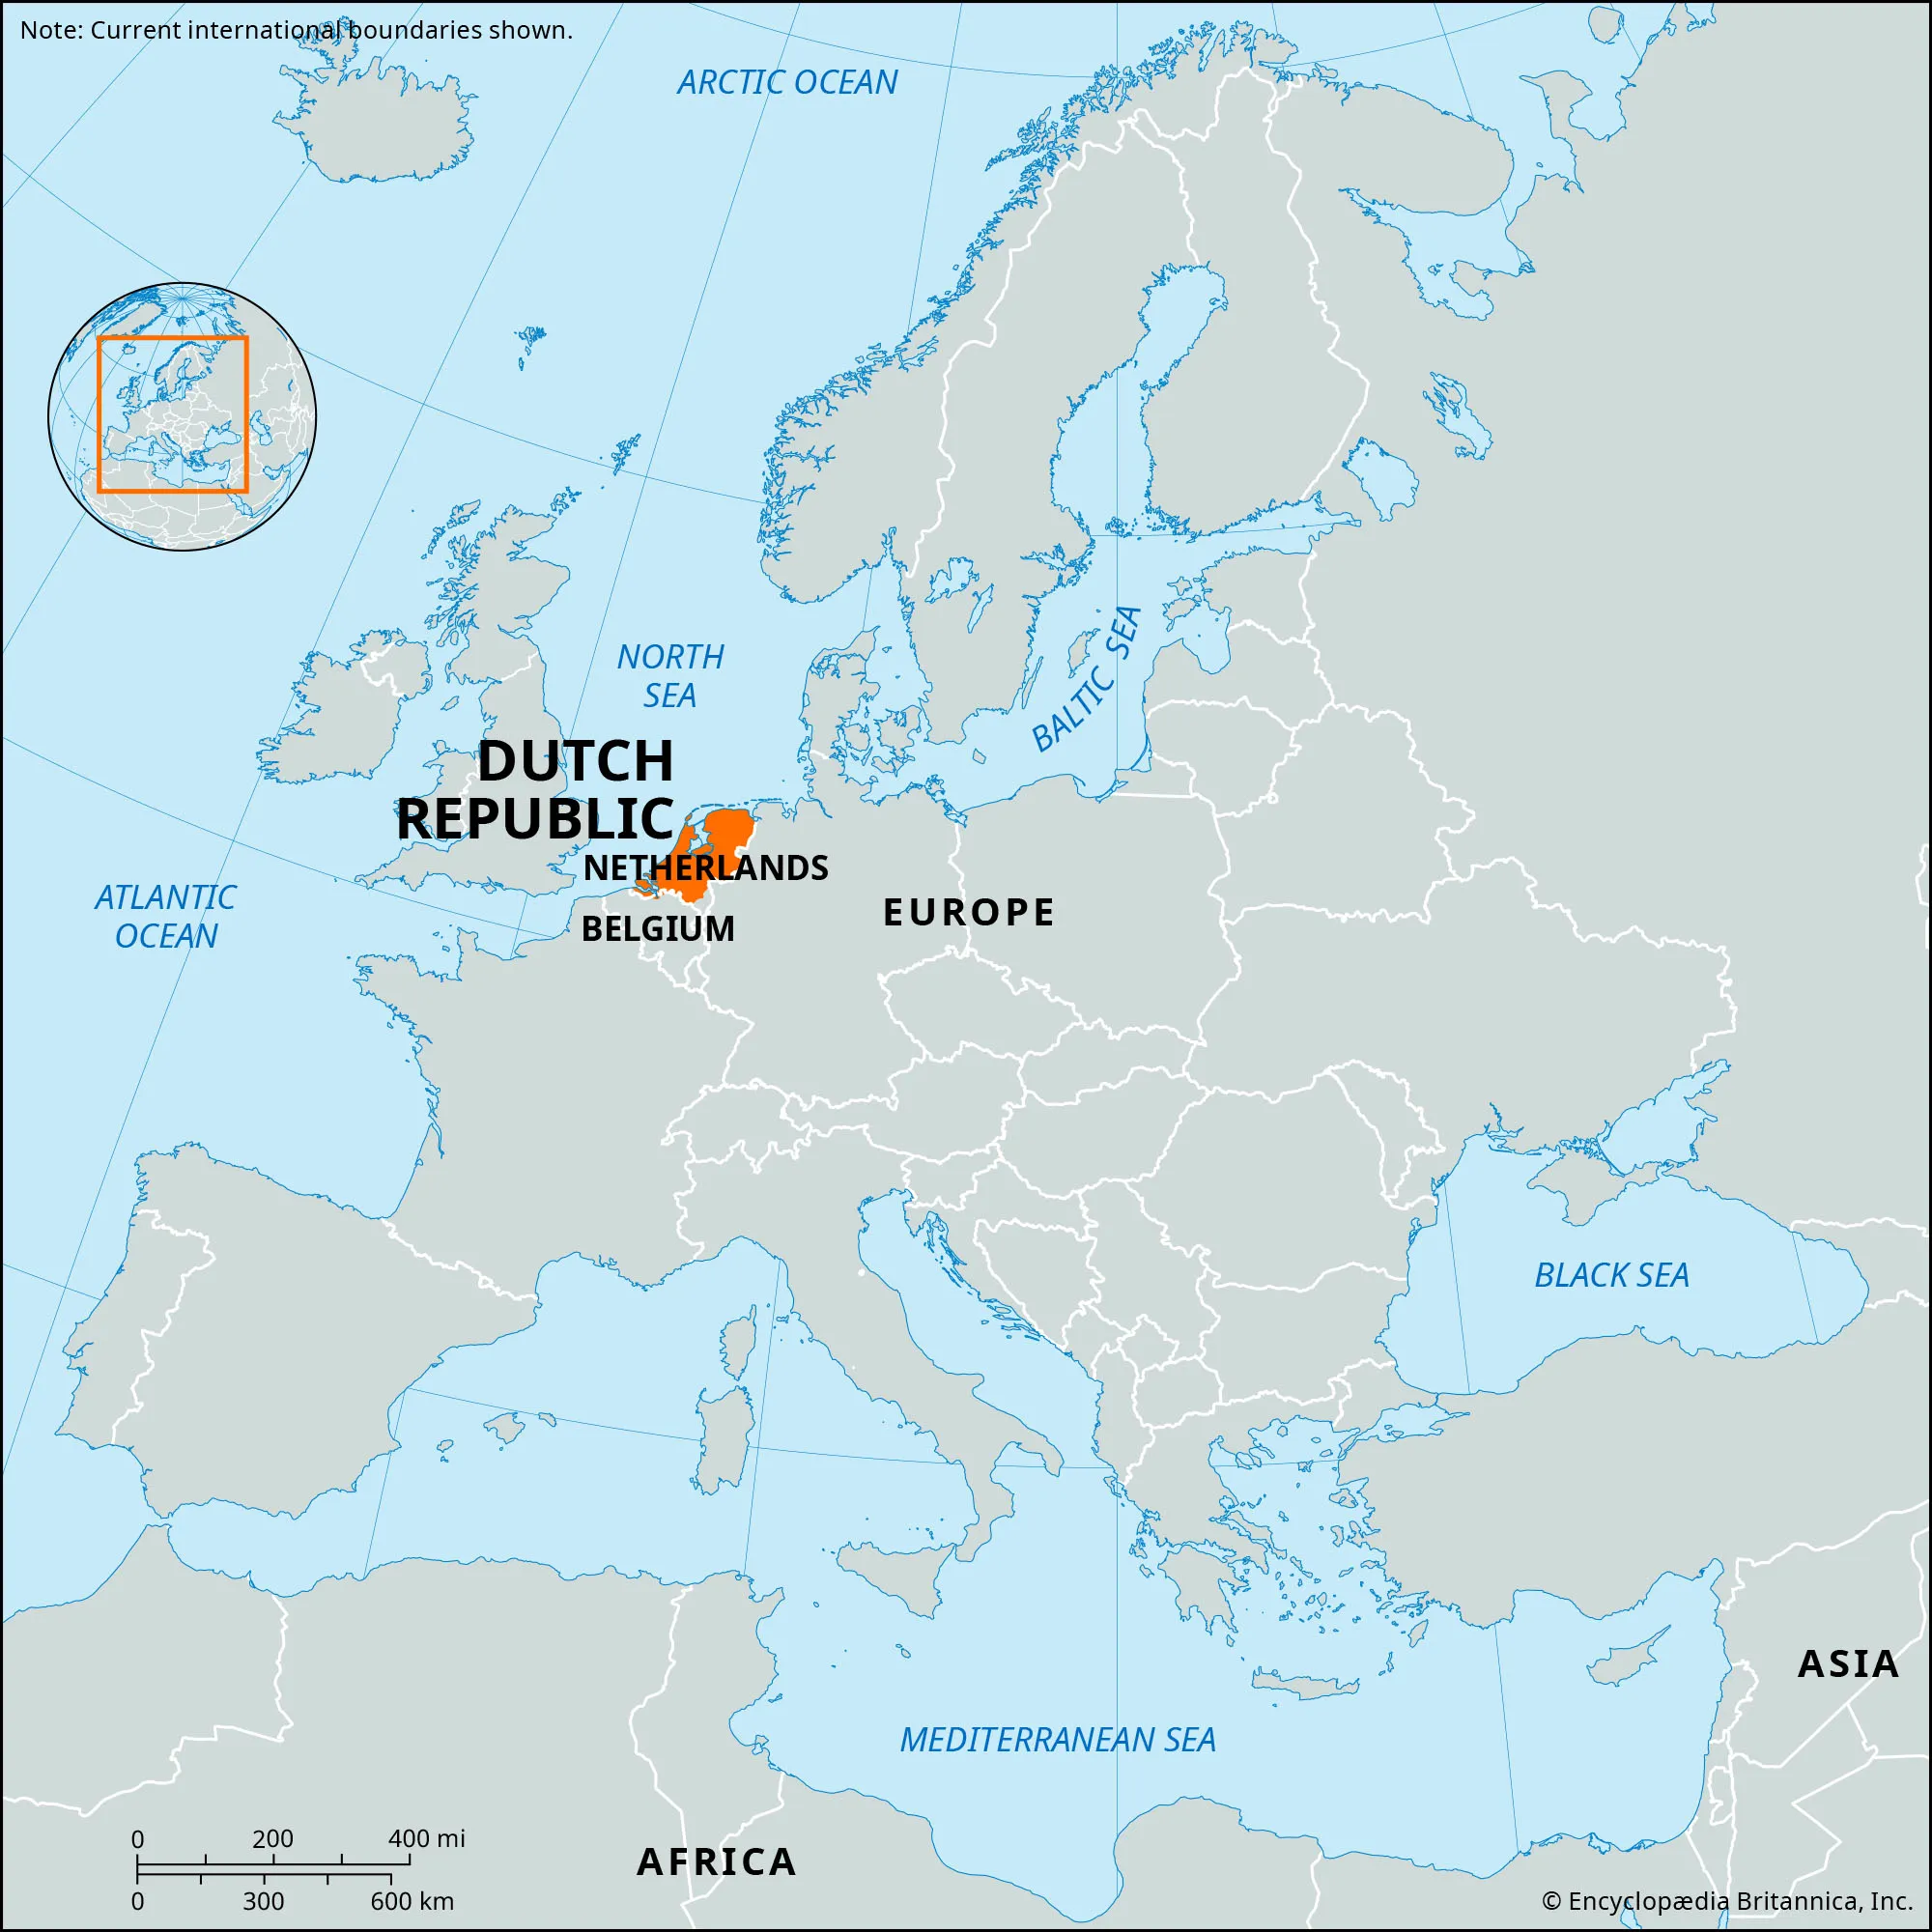 Note: Current international boundaries shown.
ARCTIC OCEAN
NORTH
SEA
BALTIC SEA
DUTCH
REPUBLIC
NETHERLANDS
BELGIUM
EUROPE
ATLANTIC
OCEAN
BLACK SEA
ASIA
MEDITERRANEAN SEA
AFRICA
0 200 400 mi
0 300 600 km
© Encyclopædia Britannica, Inc.